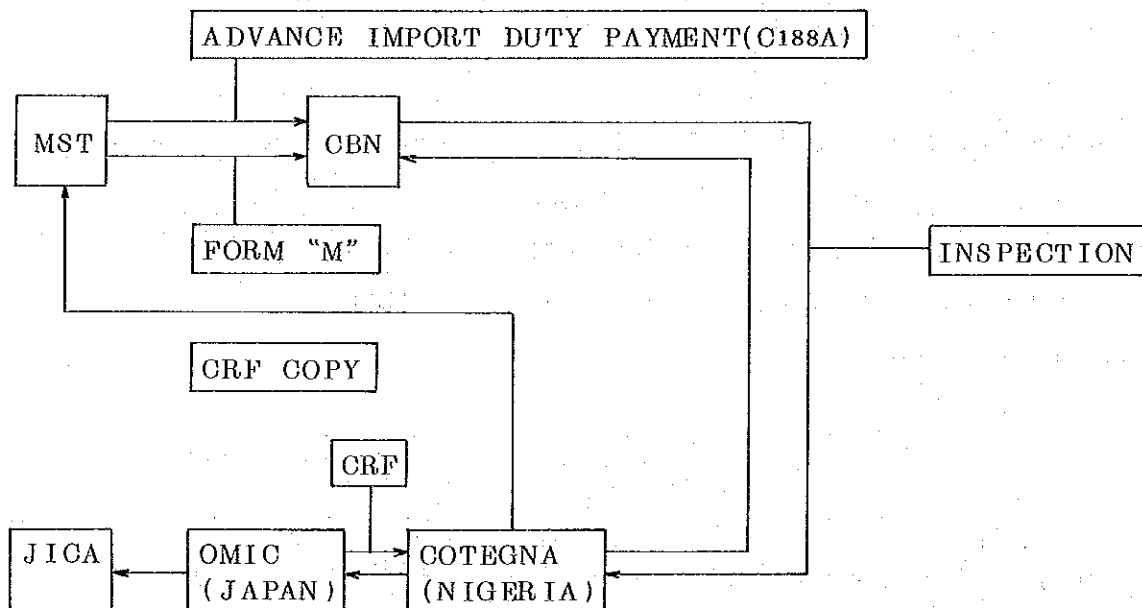 ADVANCE IMPORT DUTY PAYMENT(C188A)
MST
CBN
FORM “M”
INSPECTION
CRF COPY
CRF
JICA
OMIC
(JAPAN)
COTEGNA
(NIGERIA)